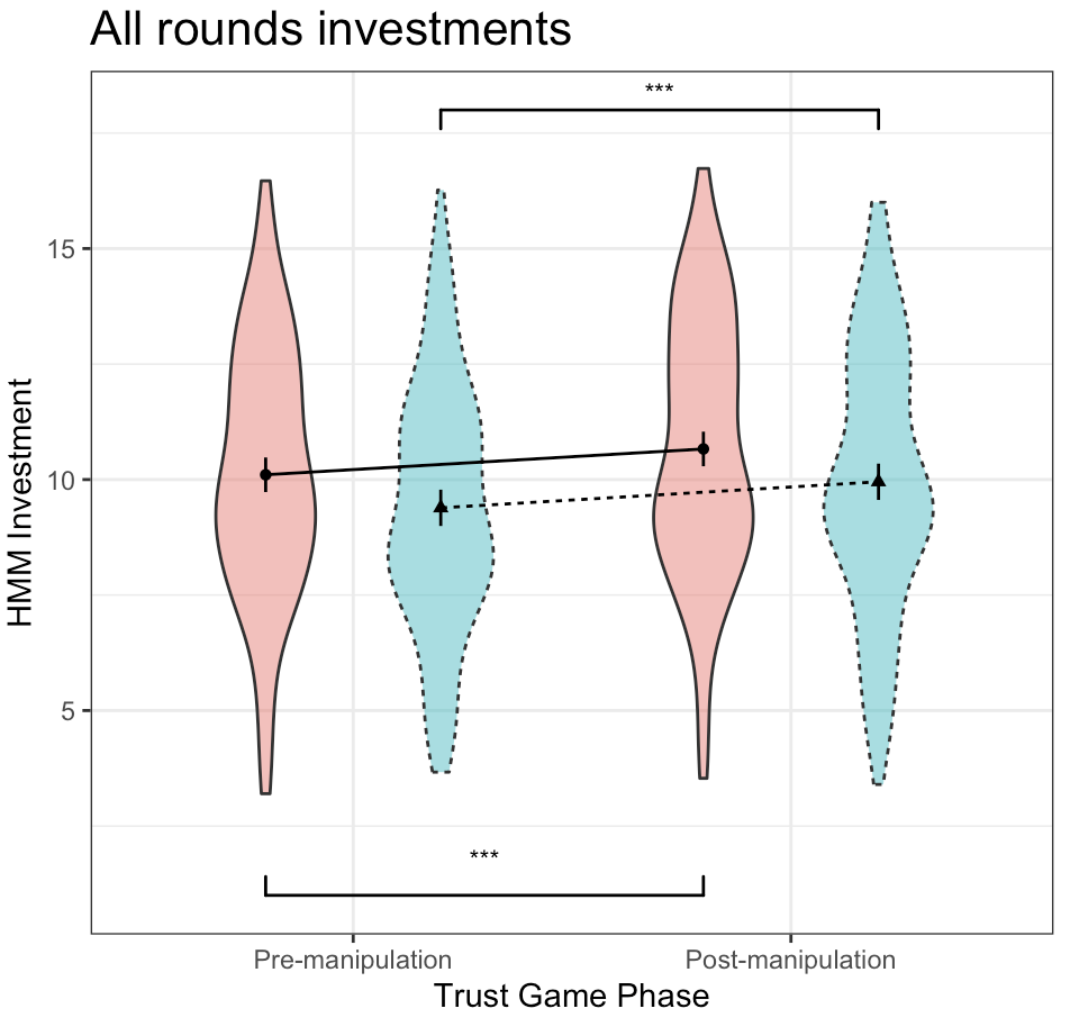 All rounds investments
***
15
10
5
HMM Investment
***
Pre-manipulation
Post-manipulation
Trust Game Phase